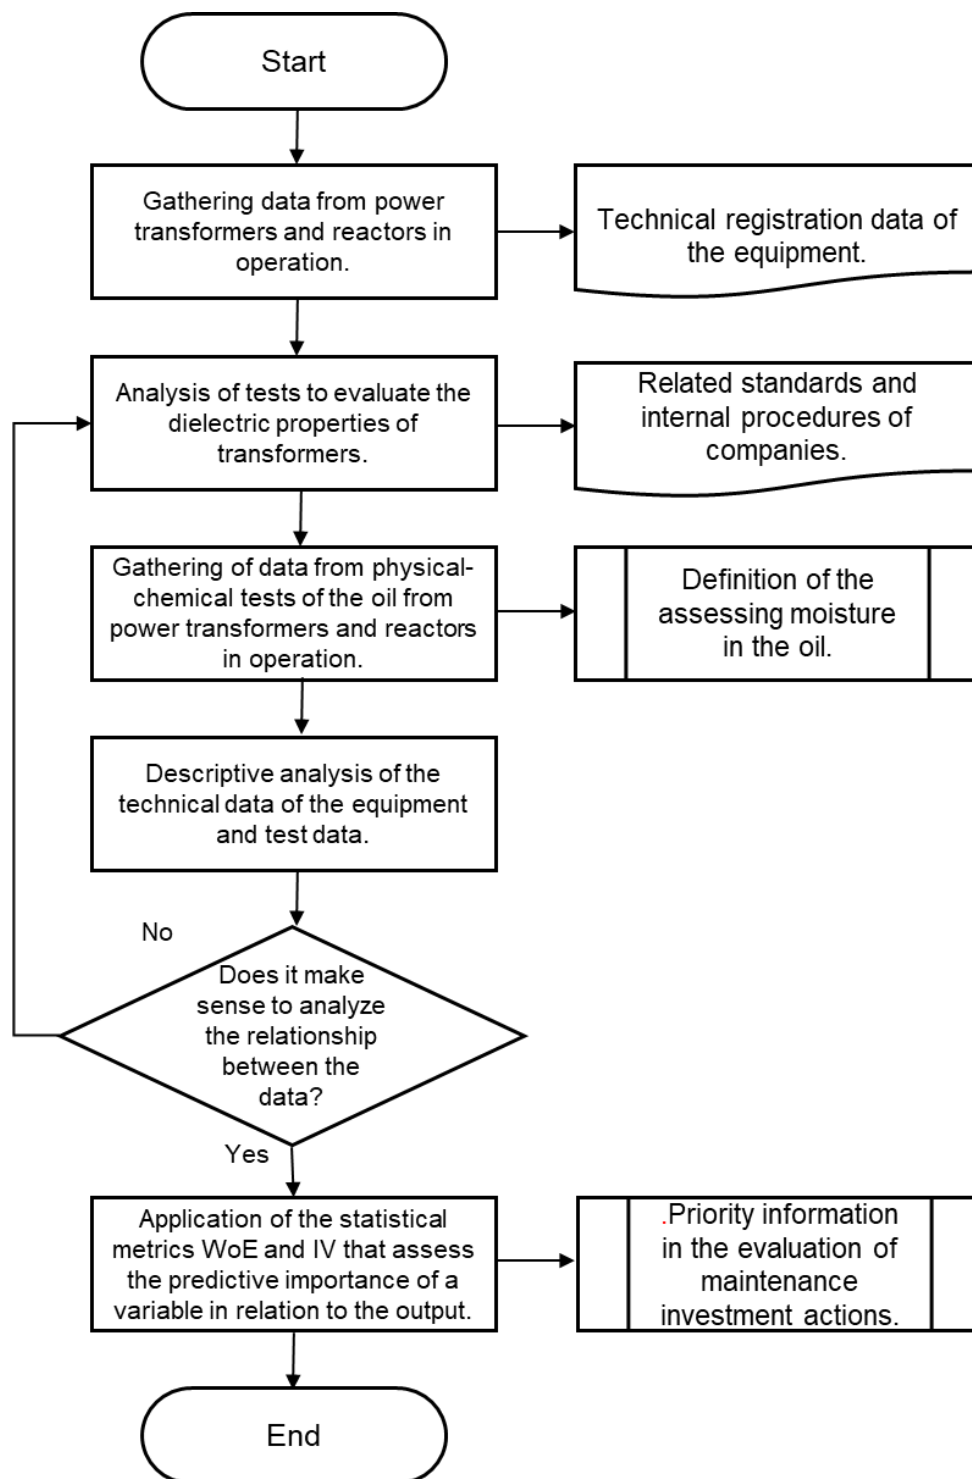 Start
Gathering data from power
transformers and reactors in
operation.
Technical registration data of
the equipment.
Analysis of tests to evaluate the
dielectric properties of
transformers.
Related standards and
internal procedures of
companies.
Gathering of data from physical-
chemical tests of the oil from
power transformers and reactors
in operation.
Definition of the
assessing moisture
in the oil.
Descriptive analysis of the
technical data of the equipment
and test data.
No
Does it make
sense to analyze
the relationship
between the
data?
Yes
Application of the statistical
metrics WoE and IV that assess
the predictive importance of a
variable in relation to the output.
.Priority information
in the evaluation of
maintenance
investment actions.
End